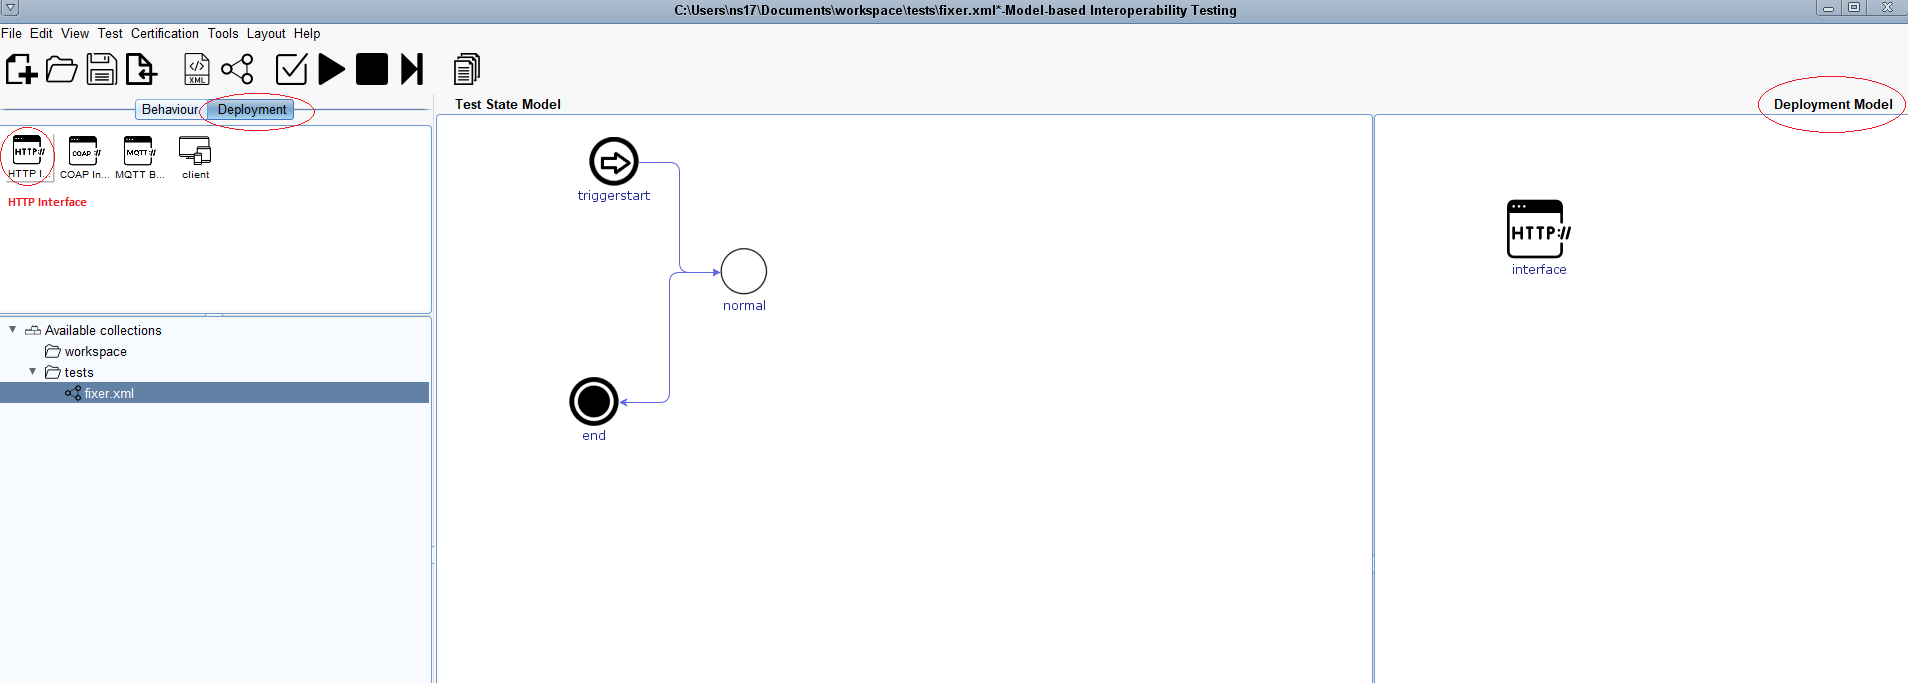 C:\Users\ns17\Documents\workspace\tests\fixer.xml*-Model-based Interoperability Testing
File Edit View Test Certification Tools Layout Help
</>
XML
Behaviour Deployment
Test State Model
Deployment Model
HTTP://
COAP://
MQTT://
HTTP I...
COAP In...
MQTT B...
client
HTTP Interface
triggerstart
normal
end
HTTP://
interface
Available collections
workspace
tests
fixer.xml